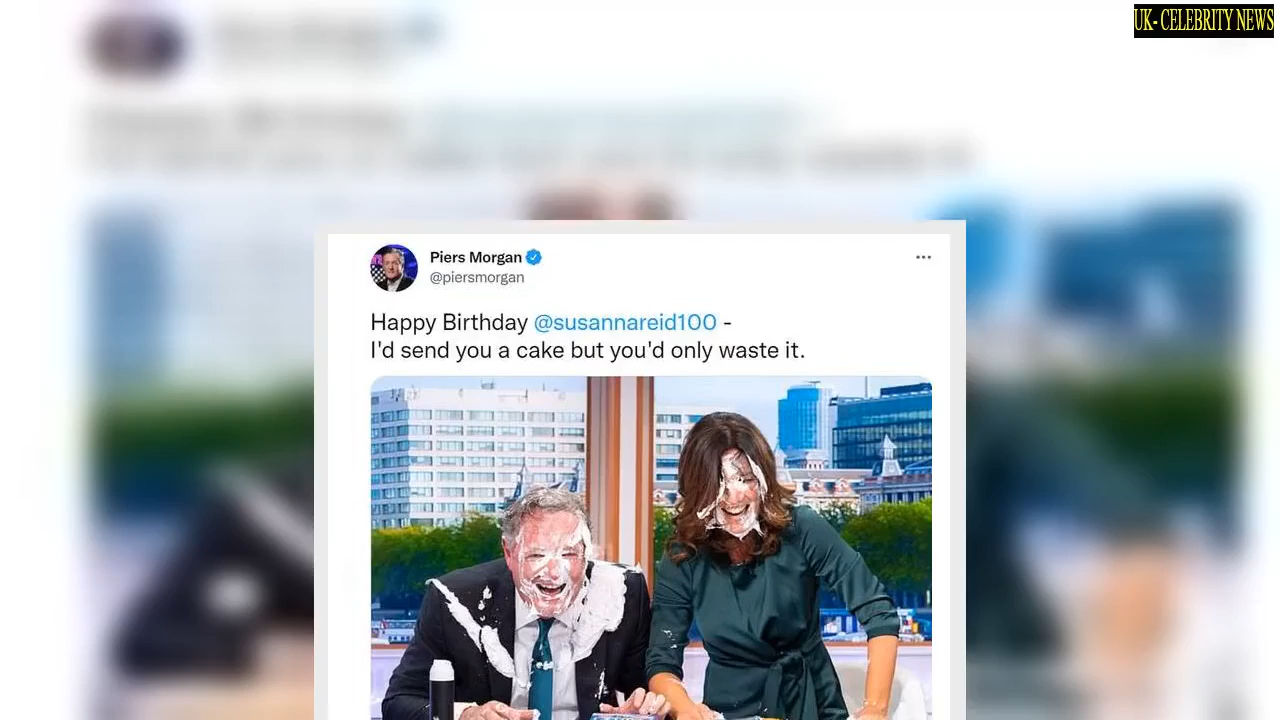 UK- CELEBRITY NEWS
Piers Morgan
@piersmorgan
Happy Birthday @susannareid100 -
I'd send you a cake but you'd only waste it.